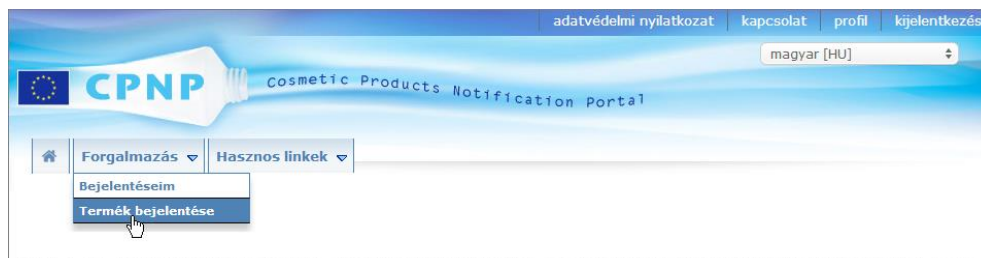 adatvédelmi nyilatkozat kapcsolat profil kijelentkezés
magyar [HU]
CPNP Cosmetic Products Notification Portal
Forgalmazás Hasznos linkek
Bejelentéseim
Termék bejelentése